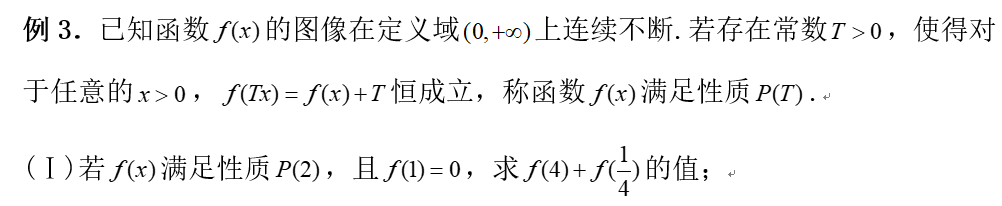 例 3. 已知函数 f(x) 的图像在定义域 (0,+∞) 上连续不断. 若存在常数 T > 0，使得对
于任意的 x > 0，f(Tx) = f(x) + T 恒成立，称函数 f(x) 满足性质 P(T).
(Ⅰ)若 f(x) 满足性质 P(2)，且 f(1) = 0，求 f(4) + f(1/4) 的值；